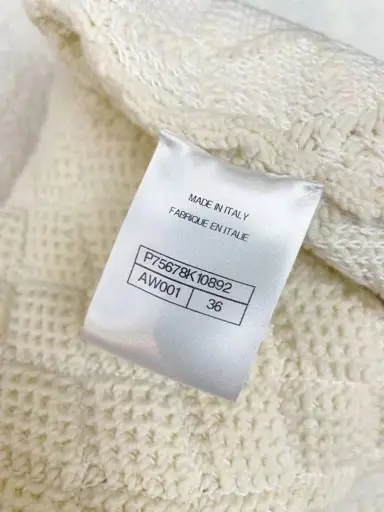 MADE IN ITALY
FABRIQUE EN ITALIE
P75678K10892
AW001 36